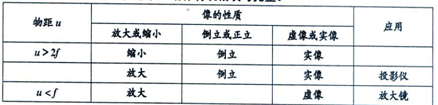 物距 u 像的性质 应用
放大或缩小 倒立或正立 虚像或实像
u>2f 缩小 倒立 实像
放大 倒立 实像 投影仪
u<f 放大 虚像 放大镜